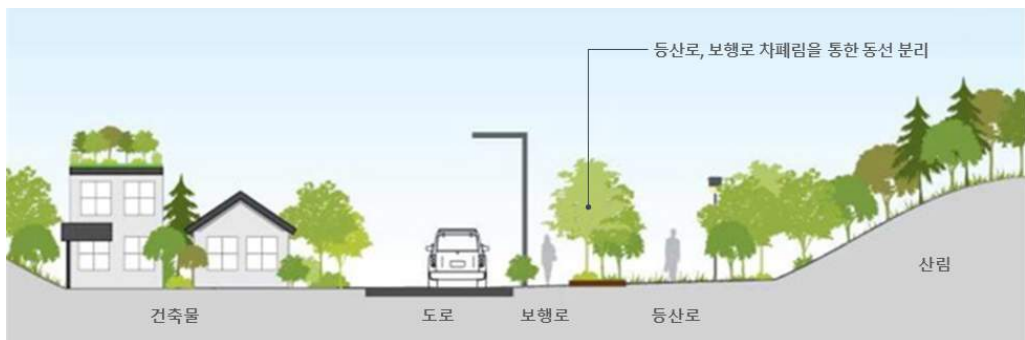 등산로, 보행로 차폐림을 통한 동선 분리
산림
건축물
도로
보행로
등산로